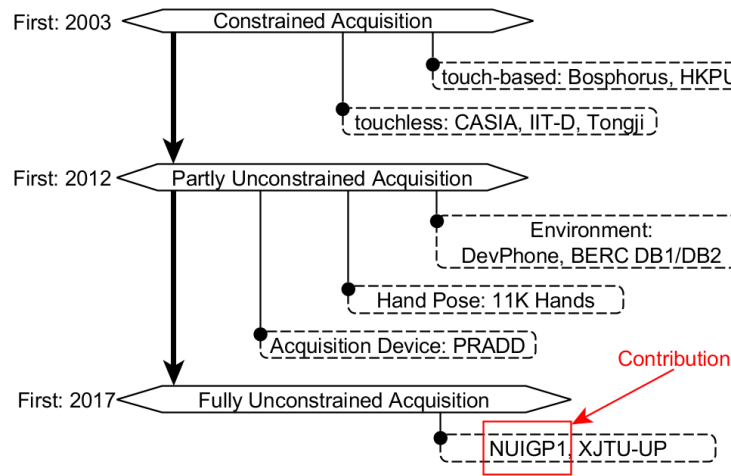 First: 2003 Constrained Acquisition
touch-based: Bosphorus, HKPU
touchless: CASIA, IIT-D, Tongji
First: 2012 Partly Unconstrained Acquisition
Environment:
DevPhone, BERC DB1/DB2
Hand Pose: 11K Hands
Acquisition Device: PRADD
Contribution
First: 2017 Fully Unconstrained Acquisition
NUIGP1, XJTU-UP